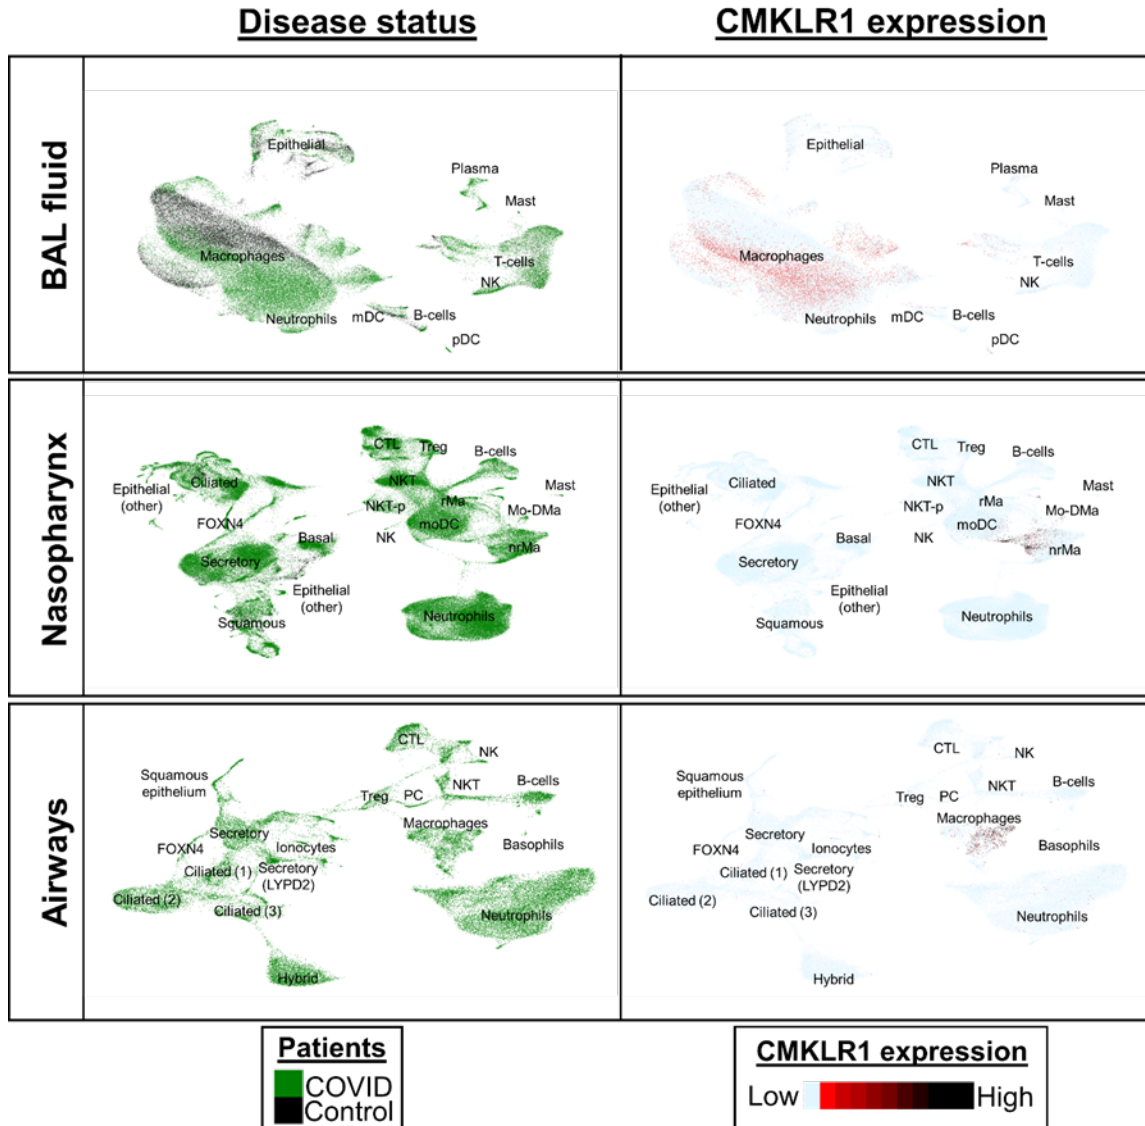 Disease status
CMKLR1 expression
BAL fluid
Epithelial
Plasma
Mast
Macrophages
T-cells
NK
Neutrophils
mDC
B-cells
pDC
Epithelial
Plasma
Mast
Macrophages
T-cells
NK
Neutrophils
mDC
B-cells
pDC
Nasopharynx
CTL
Treg
B-cells
Ciliated
NKT
Mast
Epithelial
(other)
rMa
NKT-p
Mo-DMa
FOXN4
moDC
Basal
NK
nrMa
Secretory
Epithelial
(other)
Neutrophils
Squamous
CTL
Treg
B-cells
Ciliated
NKT
Mast
Epithelial
(other)
rMa
NKT-p
Mo-DMa
FOXN4
moDC
Basal
NK
nrMa
Secretory
Epithelial
(other)
Neutrophils
Squamous
Airways
CTL
NK
Squamous
epithelium
NKT
B-cells
Treg
PC
Macrophages
Secretory
FOXN4
Ionocytes
Basophils
Ciliated (1)
Secretory
(LYPD2)
Ciliated (2)
Ciliated (3)
Neutrophils
Hybrid
CTL
NK
Squamous
epithelium
NKT
B-cells
Treg
PC
Macrophages
Secretory
FOXN4
Ionocytes
Basophils
Ciliated (1)
Secretory
(LYPD2)
Ciliated (2)
Ciliated (3)
Neutrophils
Hybrid
Patients
COVID
Control
CMKLR1 expression
Low
High